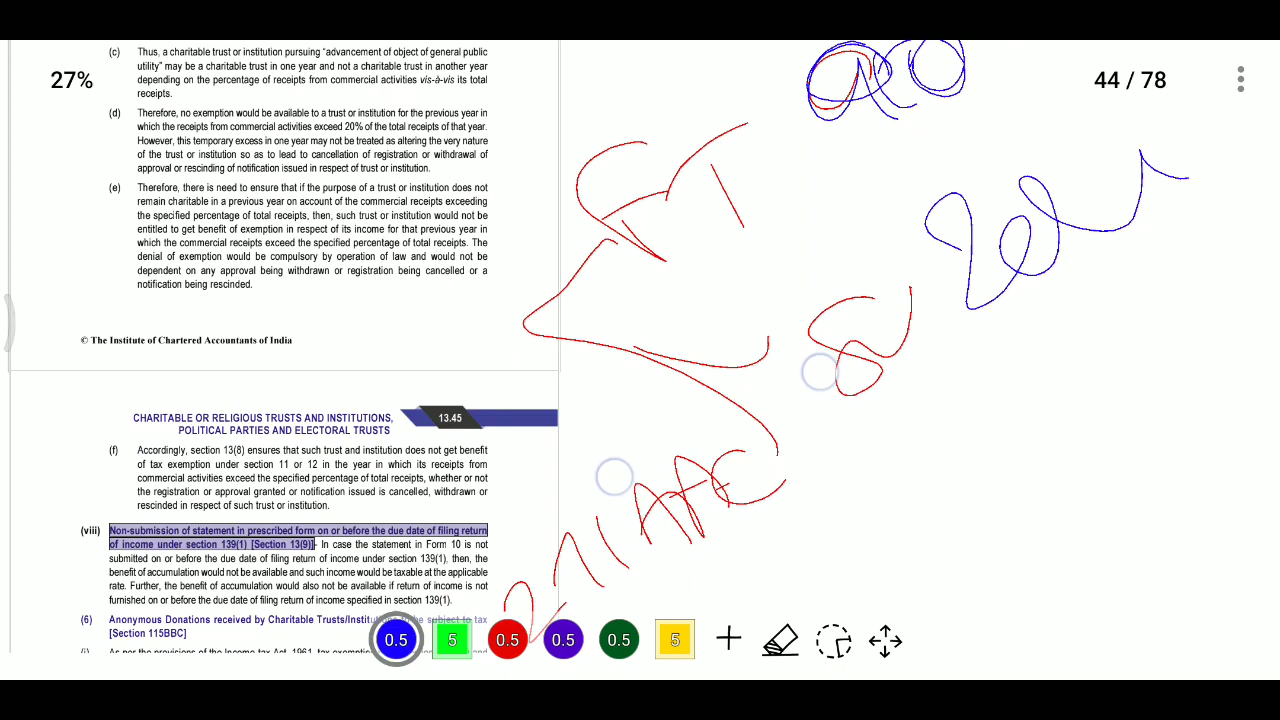 27%
44 / 78
(c) Thus, a charitable trust or institution pursuing “advancement of object of general public
utility” may be a charitable trust in one year and not a charitable trust in another year
depending on the percentage of receipts from commercial activities vis-à-vis its total
receipts.
(d) Therefore, no exemption would be available to a trust or institution for the previous year in
which the receipts from commercial activities exceed 20% of the total receipts of that year.
However, this temporary excess in one year may not be treated as altering the very nature
of the trust or institution so as to lead to cancellation of registration or withdrawal of
approval or rescinding of notification issued in respect of trust or institution.
(e) Therefore, there is need to ensure that if the purpose of a trust or institution does not
remain charitable in a previous year on account of the commercial receipts exceeding
the specified percentage of total receipts, then, such trust or institution would not be
entitled to get benefit of exemption in respect of its income for that previous year in
which the commercial receipts exceed the specified percentage of total receipts. The
denial of exemption would be compulsory by operation of law and would not be
dependent on any approval being withdrawn or registration being cancelled or a
notification being rescinded.
© The Institute of Chartered Accountants of India
CHARITABLE OR RELIGIOUS TRUSTS AND INSTITUTIONS,
POLITICAL PARTIES AND ELECTORAL TRUSTS
13.45
(f) Accordingly, section 13(8) ensures that such trust and institution does not get benefit
of tax exemption under section 11 or 12 in the year in which its receipts from
commercial activities exceed the specified percentage of total receipts, whether or not
the registration or approval granted or notification issued is cancelled, withdrawn or
rescinded in respect of such trust or institution.
(viii) Non-submission of statement in prescribed form on or before the due date of filing return
of income under section 139(1) [Section 13(9)]- In case the statement in Form 10 is not
submitted on or before the due date of filing return of income under section 139(1), then, the
benefit of accumulation would not be available and such income would be taxable at the applicable
rate. Further, the benefit of accumulation would also not be available if return of income is not
furnished on or before the due date of filing return of income specified in section 139(1).
(6) Anonymous Donations received by Charitable Trusts/Institutions to be subject to tax
[Section 115BBC]
(i) As per the provisions of the Income-tax Act, 1961, tax exemption
0.5 5 0.5 0.5 0.5 5